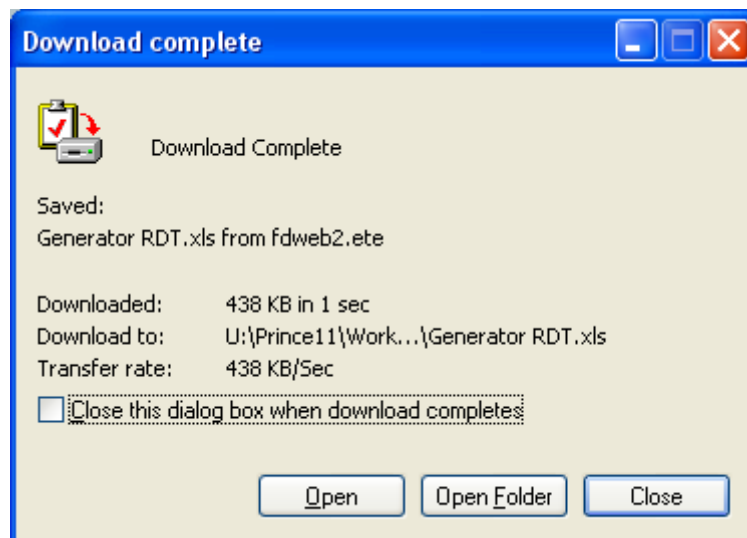 Download complete
Download Complete
Saved:
Generator RDT.xls from fdweb2.ete
Downloaded: 438 KB in 1 sec
Download to: U:\Prince11\Work...\Generator RDT.xls
Transfer rate: 438 KB/Sec
Close this dialog box when download completes
Open Open Folder Close